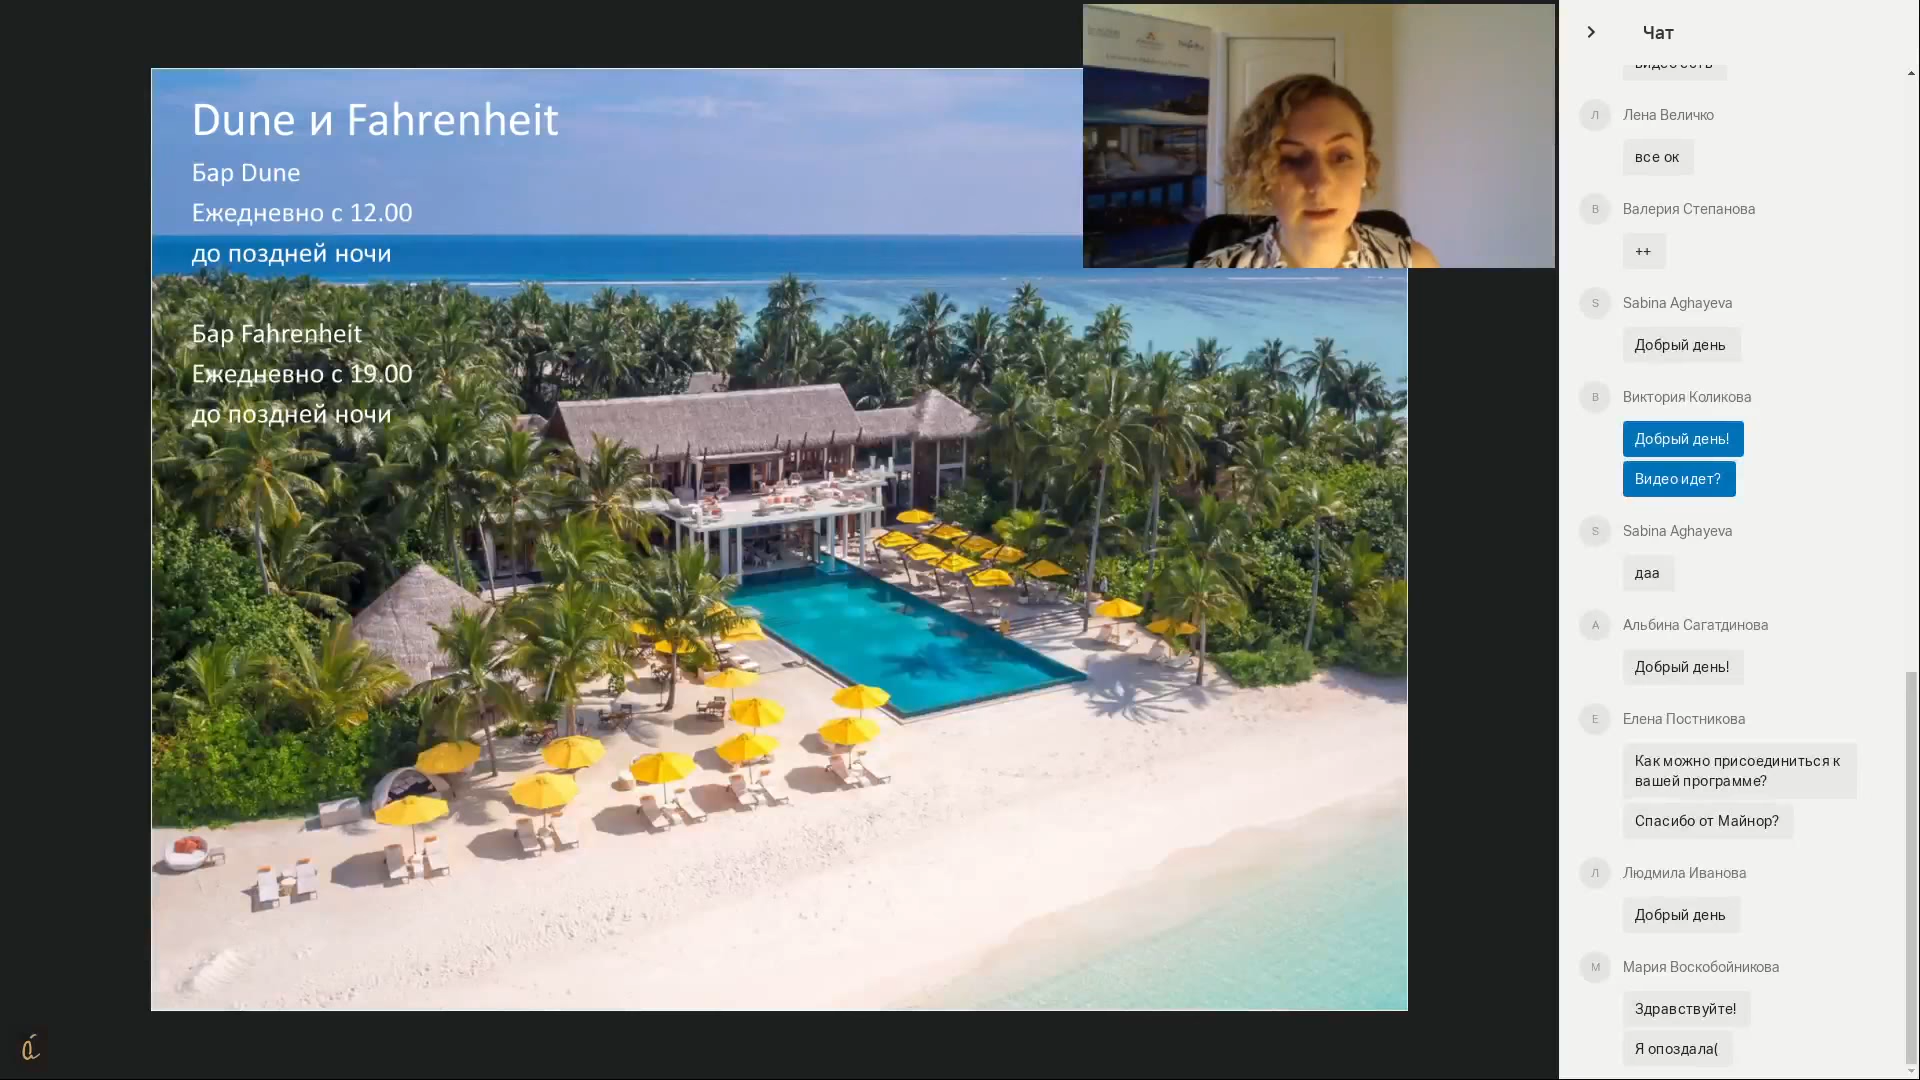 Dune и Fahrenheit
Бар Dune
Ежедневно с 12.00
до поздней ночи
Бар Fahrenheit
Ежедневно с 19.00
до поздней ночи
Чат
видео есть
Л Лена Величко
все ок
В Валерия Степанова
++
S Sabina Aghayeva
Добрый день
В Виктория Коликова
Добрый день!
Видео идет?
S Sabina Aghayeva
даа
А Альбина Сагатдинова
Добрый день!
Е Елена Постникова
Как можно присоединиться к
вашей программе?
Спасибо от Майнор?
Л Людмила Иванова
Добрый день
М Мария Воскобойникова
Здравствуйте!
Я опоздала(
á